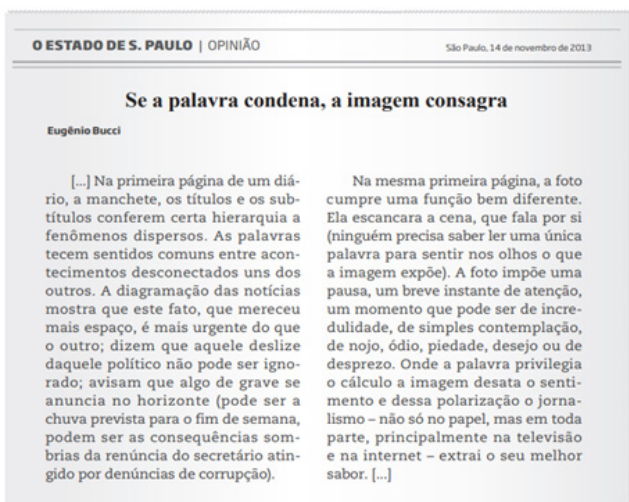 O ESTADO DE S. PAULO | OPINIÃO
São Paulo, 14 de novembro de 2013
Se a palavra condena, a imagem consagra
Eugênio Bucci
[...] Na primeira página de um diá-
rio, a manchete, os títulos e os sub-
títulos conferem certa hierarquia a
fenômenos dispersos. As palavras
tecem sentidos comuns entre acon-
tecimentos desconectados uns dos
outros. A diagramação das notícias
mostra que este fato, que mereceu
mais espaço, é mais urgente do que
o outro; dizem que aquele deslize
daquele político não pode ser igno-
rado; avisam que algo de grave se
anuncia no horizonte (pode ser a
chuva prevista para o fim de semana,
podem ser as consequências som-
brias da renúncia do secretário atin-
gido por denúncias de corrupção).
Na mesma primeira página, a foto
cumpre uma função bem diferente.
Ela escancara a cena, que fala por si
(ninguém precisa saber ler uma única
palavra para sentir nos olhos o que
a imagem expõe). A foto impõe uma
pausa, um breve instante de atenção,
um momento que pode ser de incre-
dulidade, de simples contemplação,
de nojo, ódio, piedade, desejo ou de
desprezo. Onde a palavra privilegia
o cálculo a imagem desata o senti-
mento e dessa polarização o jorna-
lismo – não só no papel, mas em toda
parte, principalmente na televisão
e na internet – extrai o seu melhor
sabor. [...]